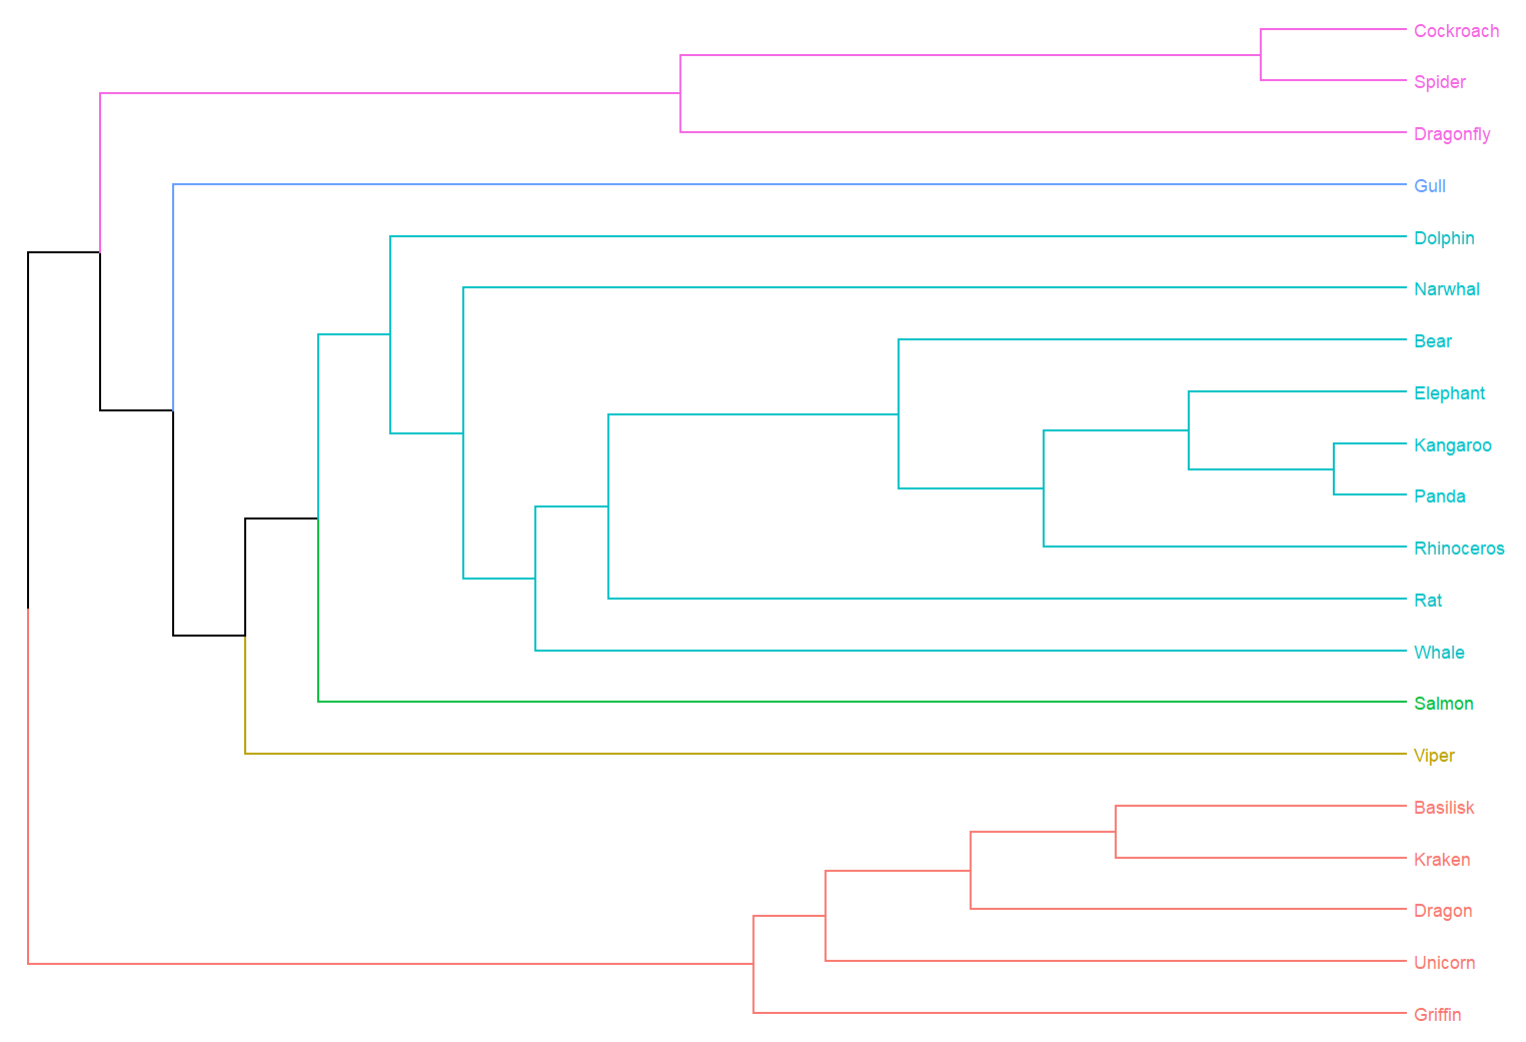 Cockroach
Spider
Dragonfly
Gull
Dolphin
Narwhal
Bear
Elephant
Kangaroo
Panda
Rhinoceros
Rat
Whale
Salmon
Viper
Basilisk
Kraken
Dragon
Unicorn
Griffin